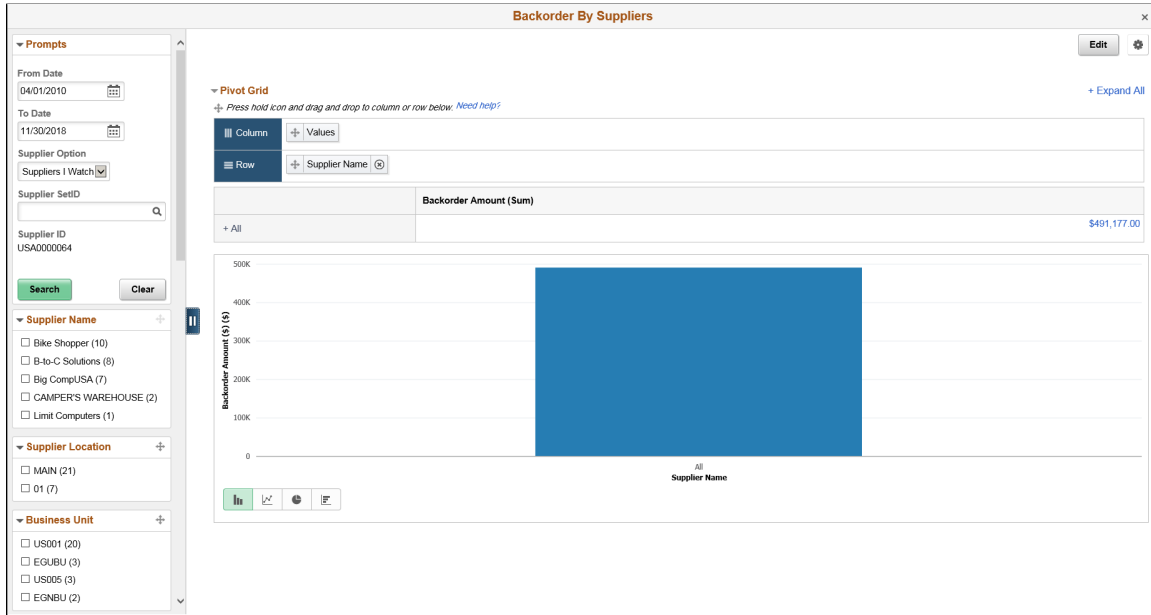 Backorder By Suppliers
×
Prompts
From Date
04/01/2010
To Date
11/30/2018
Supplier Option
Suppliers I Watch
Supplier SetID
Supplier ID
USA0000064
Search Clear
Supplier Name
Bike Shopper (10)
B-to-C Solutions (8)
Big CompUSA (7)
CAMPER'S WAREHOUSE (2)
Limit Computers (1)
Supplier Location
MAIN (21)
01 (7)
Business Unit
US001 (20)
EGUBU (3)
US005 (3)
EGNBU (2)
Edit
Pivot Grid
+ Expand All
Press hold icon and drag and drop to column or row below. Need help?
Column Values
Row Supplier Name
Backorder Amount (Sum)
+ All $491,177.00
Backorder Amount ($) ($)
500K
400K
300K
200K
100K
0
All
Supplier Name